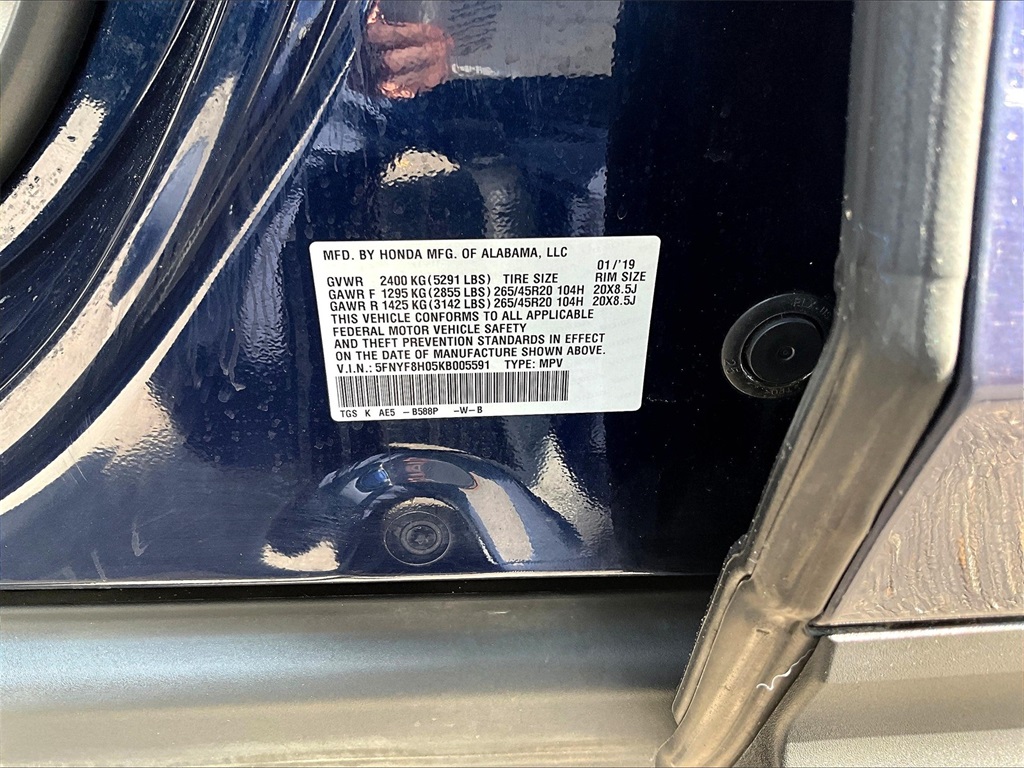 MFD. BY HONDA MFG. OF ALABAMA, LLC
01/'19
GVWR 2400 KG (5291 LBS) TIRE SIZE RIM SIZE
GAWR F 1295 KG (2855 LBS) 265/45R20 104H 20X8.5J
GAWR R 1425 KG (3142 LBS) 265/45R20 104H 20X8.5J
THIS VEHICLE CONFORMS TO ALL APPLICABLE
FEDERAL MOTOR VEHICLE SAFETY
AND THEFT PREVENTION STANDARDS IN EFFECT
ON THE DATE OF MANUFACTURE SHOWN ABOVE.
V.I.N.: 5FNYF8H05KB005591 TYPE: MPV
TGS K AE5 -B588P -W-B